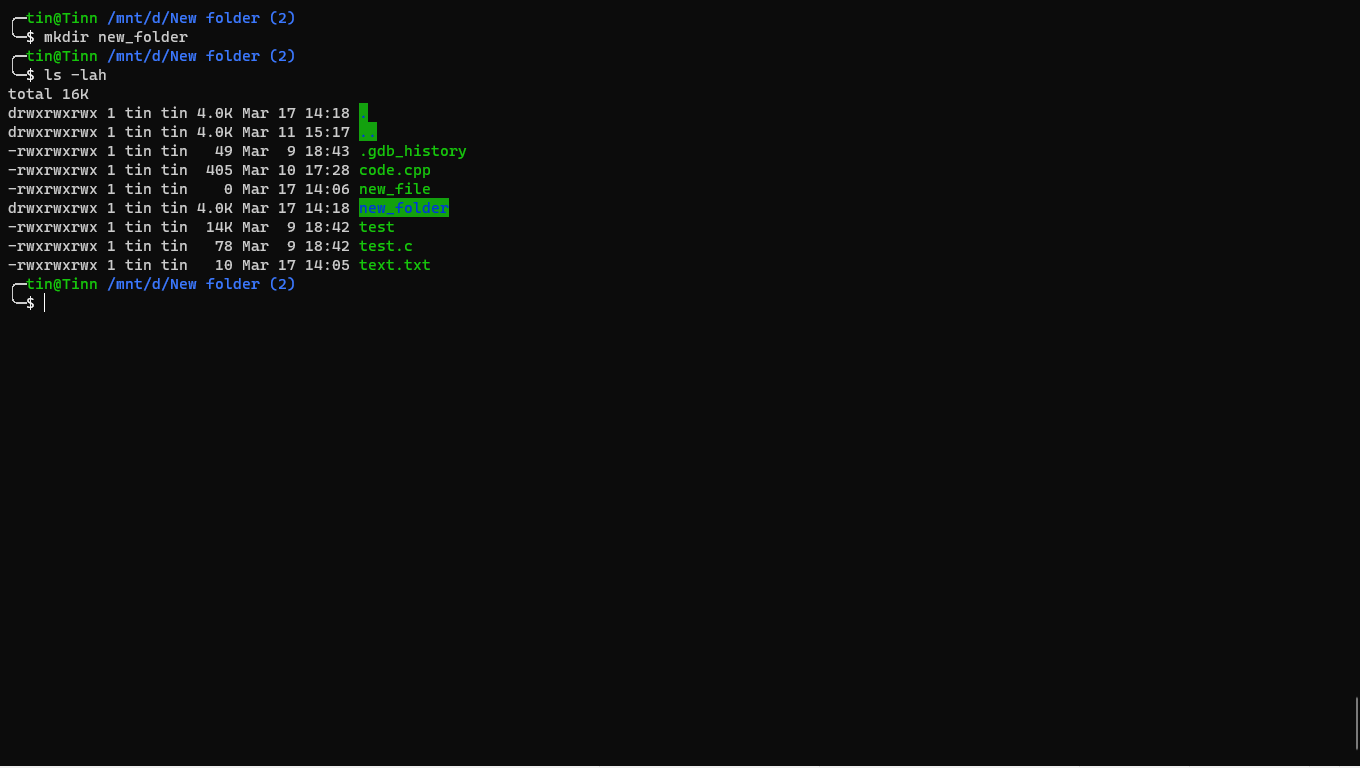 tin@Tinn /mnt/d/New folder (2)
$ mkdir new_folder
tin@Tinn /mnt/d/New folder (2)
$ ls -lah
total 16K
drwxrwxrwx 1 tin tin 4.0K Mar 17 14:18 .
drwxrwxrwx 1 tin tin 4.0K Mar 11 15:17 ..
-rwxrwxrwx 1 tin tin   49 Mar  9 18:43 .gdb_history
-rwxrwxrwx 1 tin tin  405 Mar 10 17:28 code.cpp
-rwxrwxrwx 1 tin tin    0 Mar 17 14:06 new_file
drwxrwxrwx 1 tin tin 4.0K Mar 17 14:18 new_folder
-rwxrwxrwx 1 tin tin  14K Mar  9 18:42 test
-rwxrwxrwx 1 tin tin   78 Mar  9 18:42 test.c
-rwxrwxrwx 1 tin tin   10 Mar 17 14:05 text.txt
tin@Tinn /mnt/d/New folder (2)
$